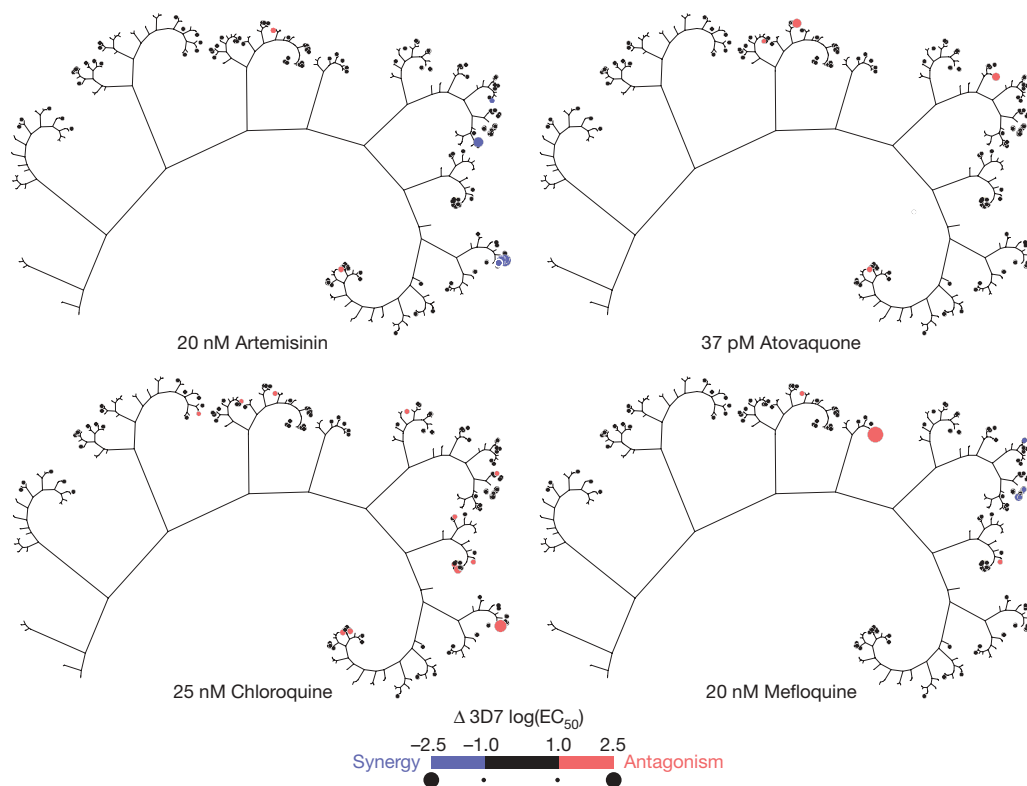 20 nM Artemisinin
37 pM Atovaquone
25 nM Chloroquine
20 nM Mefloquine
Δ 3D7 log(EC50)
–2.5 –1.0 1.0 2.5
Synergy Antagonism